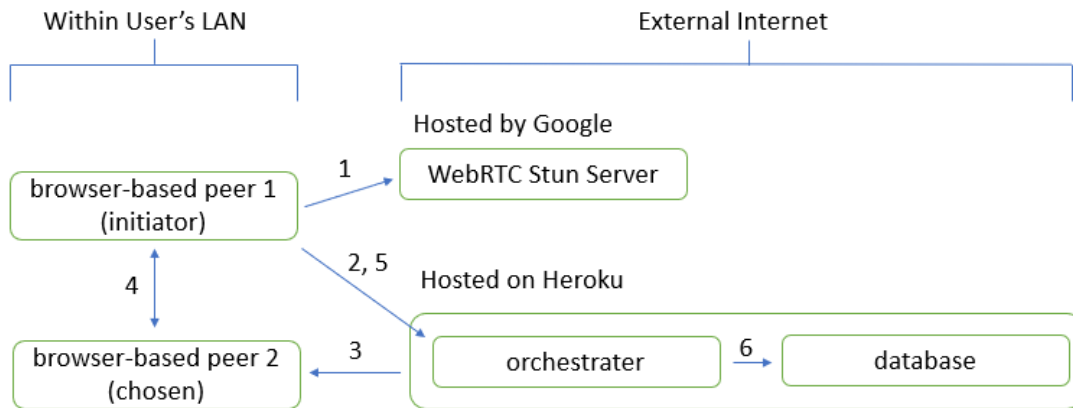 Within User's LAN
External Internet
Hosted by Google
WebRTC Stun Server
1
browser-based peer 1
(initiator)
2, 5
Hosted on Heroku
4
browser-based peer 2
(chosen)
3
orchestrater
6
database